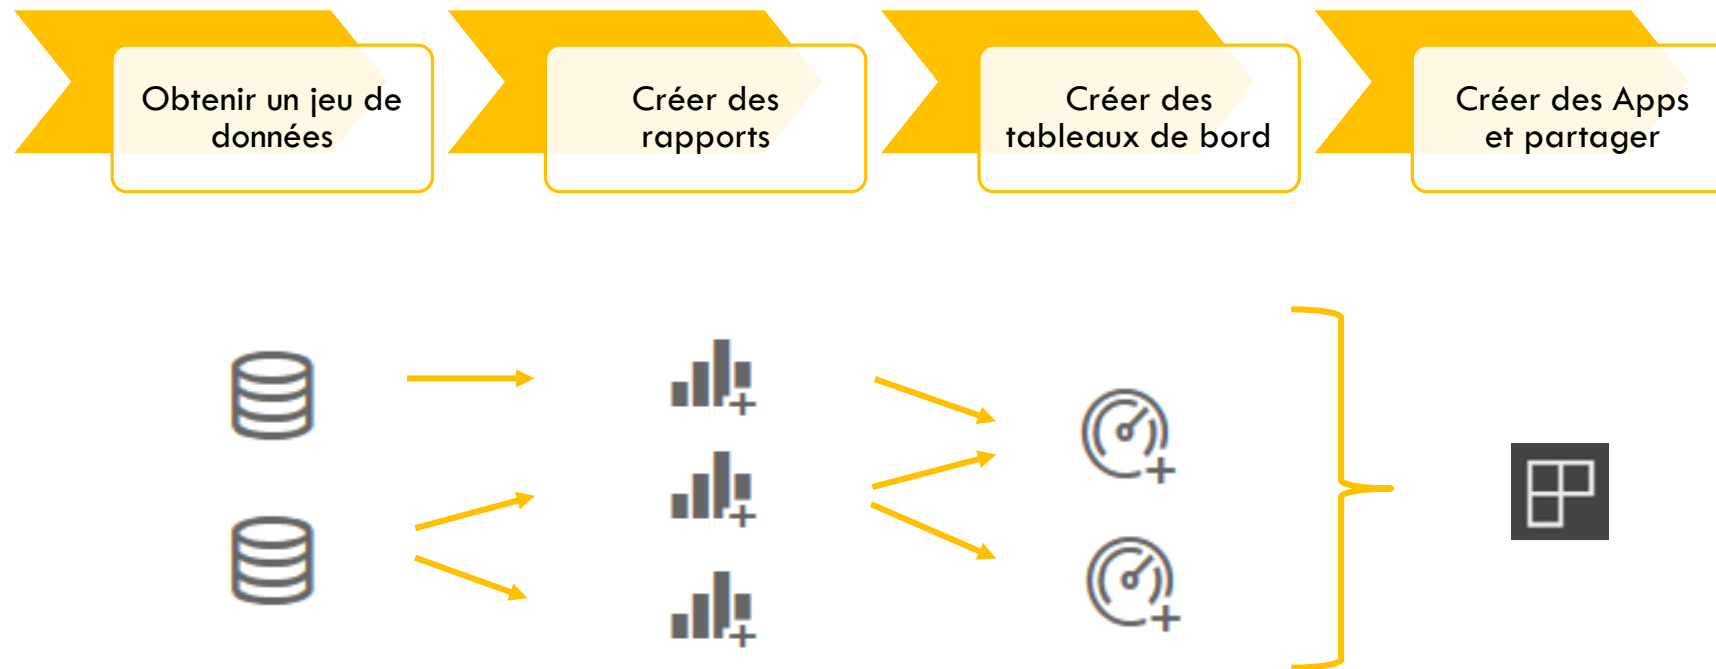 Obtenir un jeu de
données
Créer des
rapports
Créer des
tableaux de bord
Créer des Apps
et partager